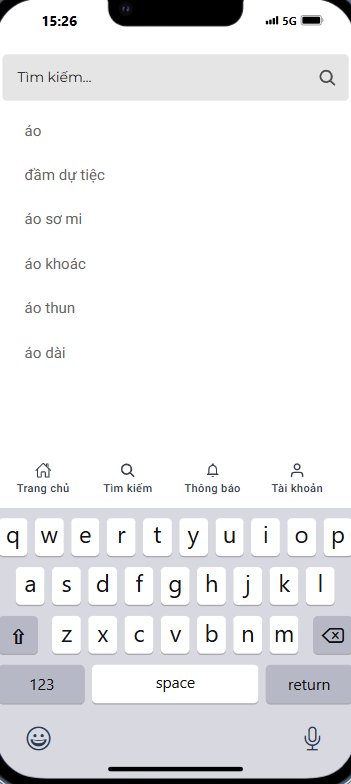 15:26 5G
Tìm kiếm...
áo
đầm dự tiệc
áo sơ mi
áo khoác
áo thun
áo dài
Trang chủ Tìm kiếm Thông báo Tài khoản
q w e r t y u i o p
a s d f g h j k l
z x c v b n m
123 space return